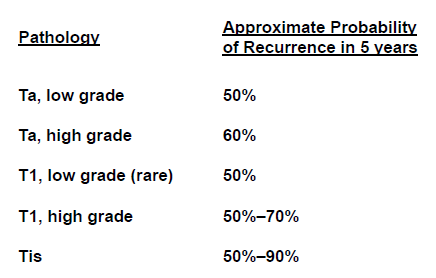 Pathology
Approximate Probability
of Recurrence in 5 years
Ta, low grade 50%
Ta, high grade 60%
T1, low grade (rare) 50%
T1, high grade 50%–70%
Tis 50%–90%